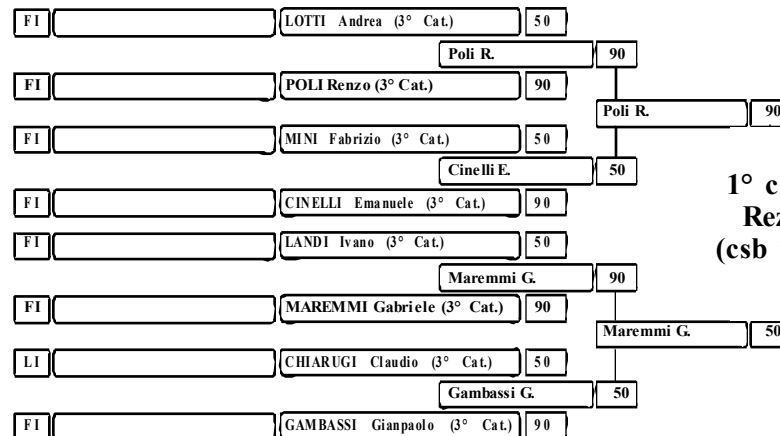 FI LOTTI Andrea (3° Cat.) 50
Poli R. 90
FI POLI Renzo (3° Cat.) 90
Poli R. 90
FI MINI Fabrizio (3° Cat.) 50
Cinelli E. 50
1° c
FI CINELLI Emanuele (3° Cat.) 90
Rez
FI LANDI Ivano (3° Cat.) 50
(csb
Maremmi G. 90
FI MAREMMI Gabriele (3° Cat.) 90
Maremmi G. 50
LI CHIARUGI Claudio (3° Cat.) 50
Gambassi G. 50
FI GAMBASSI Gianpaolo (3° Cat.) 90